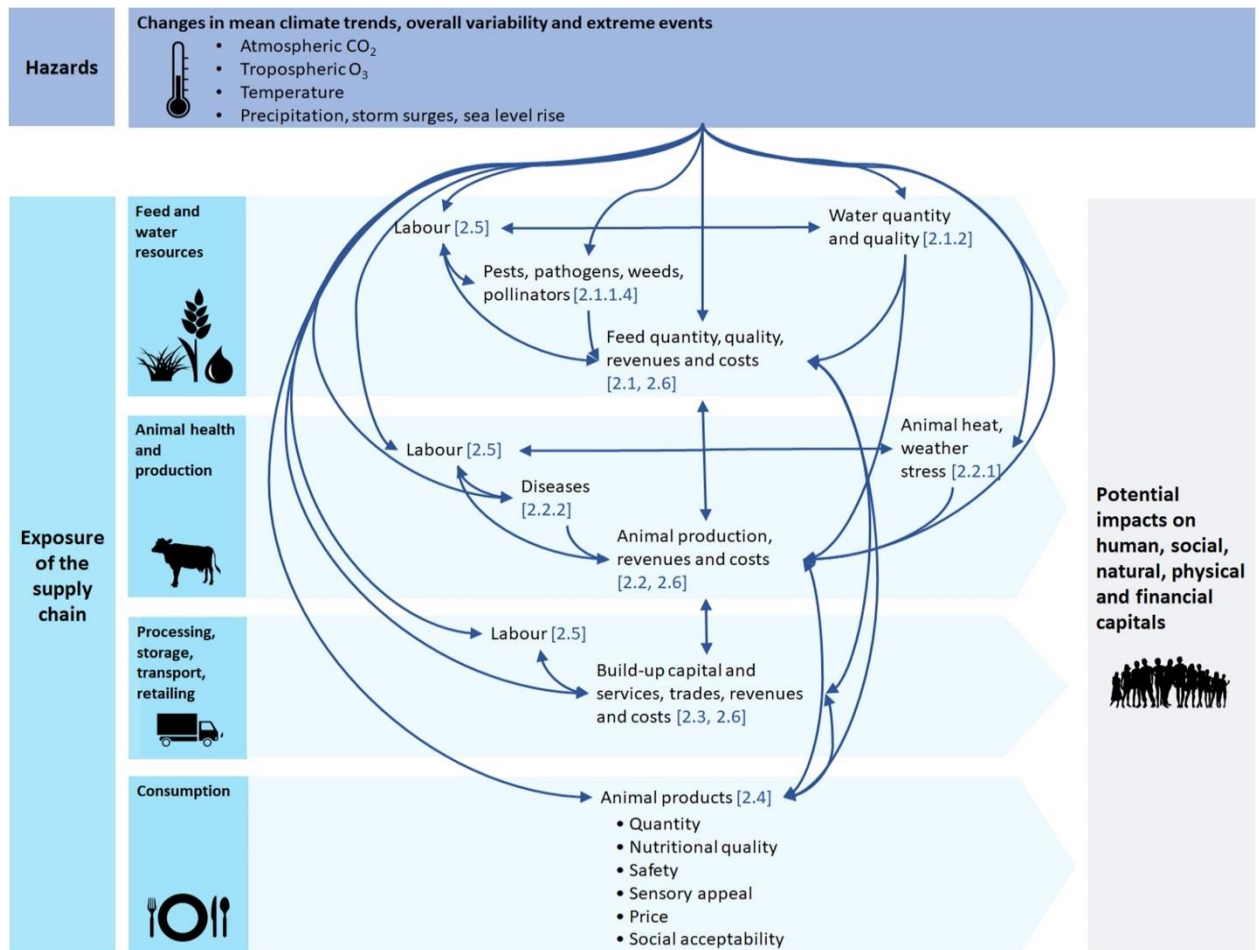 Hazards
Changes in mean climate trends, overall variability and extreme events
• Atmospheric CO₂
• Tropospheric O₃
• Temperature
• Precipitation, storm surges, sea level rise
Exposure
of the
supply
chain
Feed and
water
resources
Labour [2.5]
Water quantity
and quality [2.1.2]
Pests, pathogens, weeds,
pollinators [2.1.1.4]
Feed quantity, quality,
revenues and costs
[2.1, 2.6]
Animal health
and
production
Labour [2.5]
Animal heat,
weather
stress [2.2.1]
Diseases
[2.2.2]
Animal production,
revenues and costs
[2.2, 2.6]
Processing,
storage,
transport,
retailing
Labour [2.5]
Build-up capital and
services, trades, revenues
and costs [2.3, 2.6]
Consumption
Animal products [2.4]
• Quantity
• Nutritional quality
• Safety
• Sensory appeal
• Price
• Social acceptability
Potential
impacts on
human, social,
natural, physical
and financial
capitals